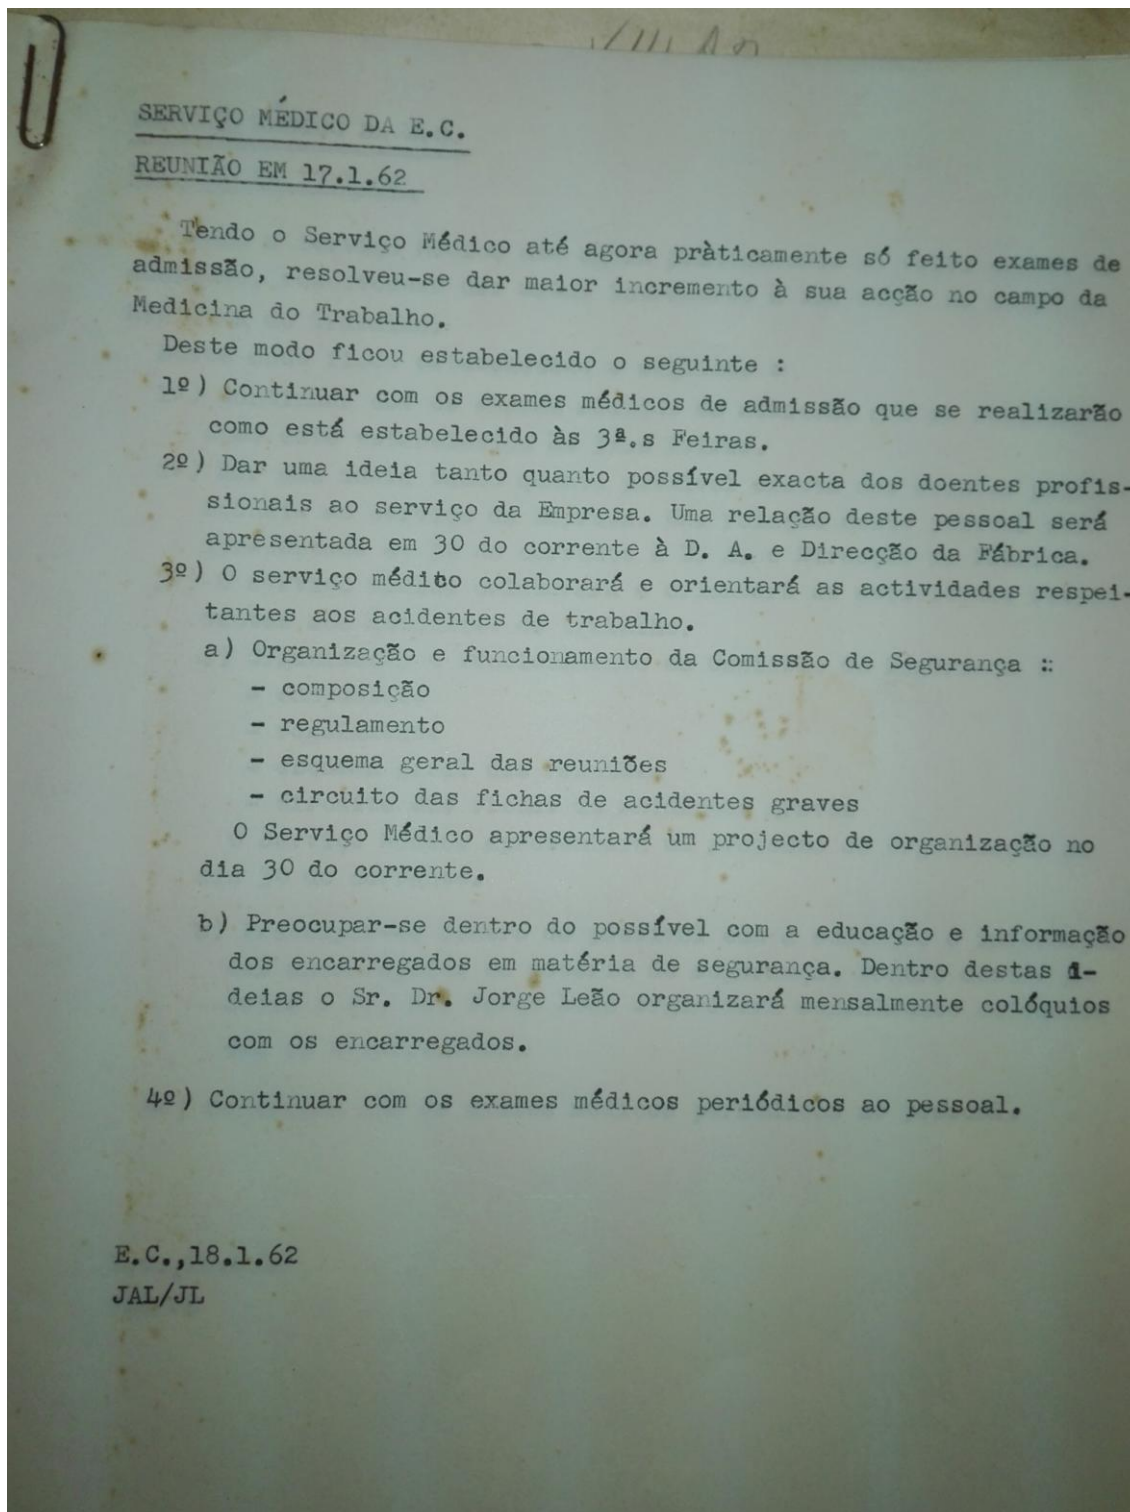 SERVIÇO MÉDICO DA E.C.
REUNIÃO EM 17.1.62
Tendo o Serviço Médico até agora pràticamente só feito exames de
admissão, resolveu-se dar maior incremento à sua acção no campo da
Medicina do Trabalho.
Deste modo ficou estabelecido o seguinte :
1º) Continuar com os exames médicos de admissão que se realizarão
como está estabelecido às 3ª.s Feiras.
2º) Dar uma ideia tanto quanto possível exacta dos doentes profis-
sionais ao serviço da Empresa. Uma relação deste pessoal será
apresentada em 30 do corrente à D. A. e Direcção da Fábrica.
3º) O serviço médito colaborará e orientará as actividades respei-
tantes aos acidentes de trabalho.
a) Organização e funcionamento da Comissão de Segurança ::
- composição
- regulamento
- esquema geral das reuniões
- circuito das fichas de acidentes graves
O Serviço Médico apresentará um projecto de organização no
dia 30 do corrente.
b) Preocupar-se dentro do possível com a educação e informação
dos encarregados em matéria de segurança. Dentro destas i-
deias o Sr. Dr. Jorge Leão organizará mensalmente colóquios
com os encarregados.
4º) Continuar com os exames médicos periódicos ao pessoal.
E.C.,18.1.62
JAL/JL